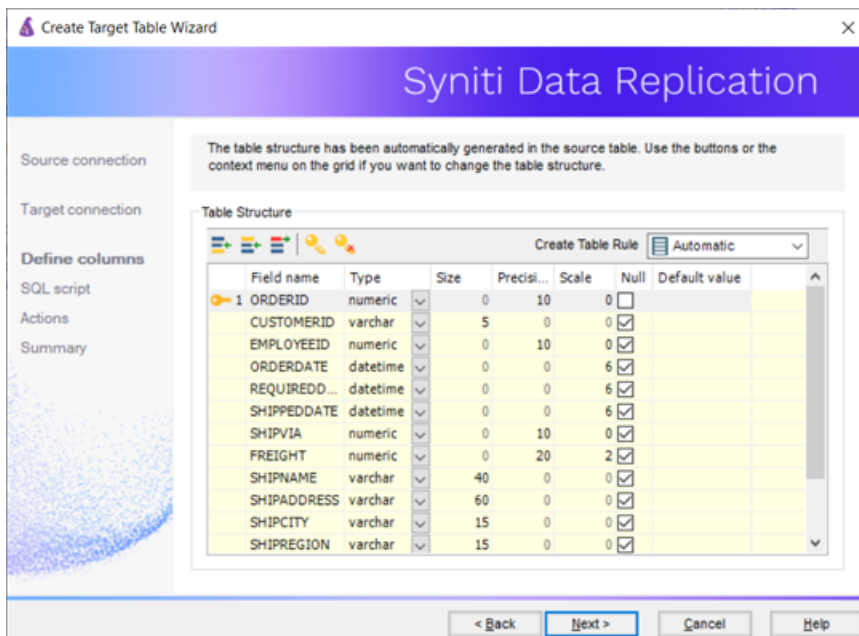 Create Target Table Wizard
Syniti Data Replication
Source connection
Target connection
Define columns
SQL script
Actions
Summary
The table structure has been automatically generated in the source table. Use the buttons or the
context menu on the grid if you want to change the table structure.
Table Structure
Create Table Rule Automatic
Field name Type Size Precisi... Scale Null Default value
1 ORDERID numeric 0 10 0
CUSTOMERID varchar 5 0 0
EMPLOYEEID numeric 0 10 0
ORDERDATE datetime 0 0 6
REQUIREDD... datetime 0 0 6
SHIPPEDDATE datetime 0 0 6
SHIPVIA numeric 0 10 0
FREIGHT numeric 0 20 2
SHIPNAME varchar 40 0 0
SHIPADDRESS varchar 60 0 0
SHIPCITY varchar 15 0 0
SHIPREGION varchar 15 0 0
< Back Next > Cancel Help